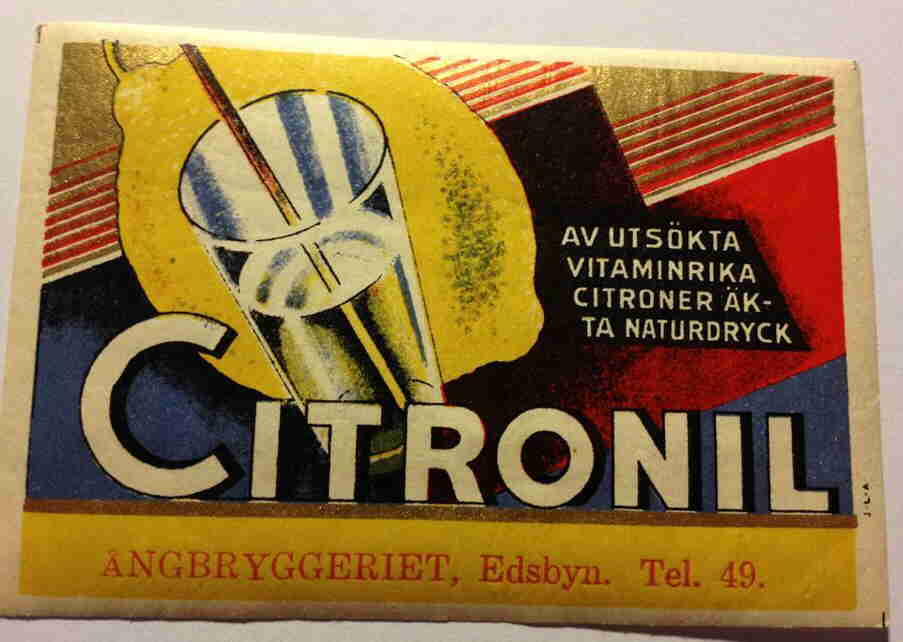 AV UTSÖKTA
VITAMINRIKA
CITRONER ÄK-
TA NATURDRYCK
CITRONIL
J.L.A
ÅNGBRYGGERIET, Edsbyn. Tel. 49.